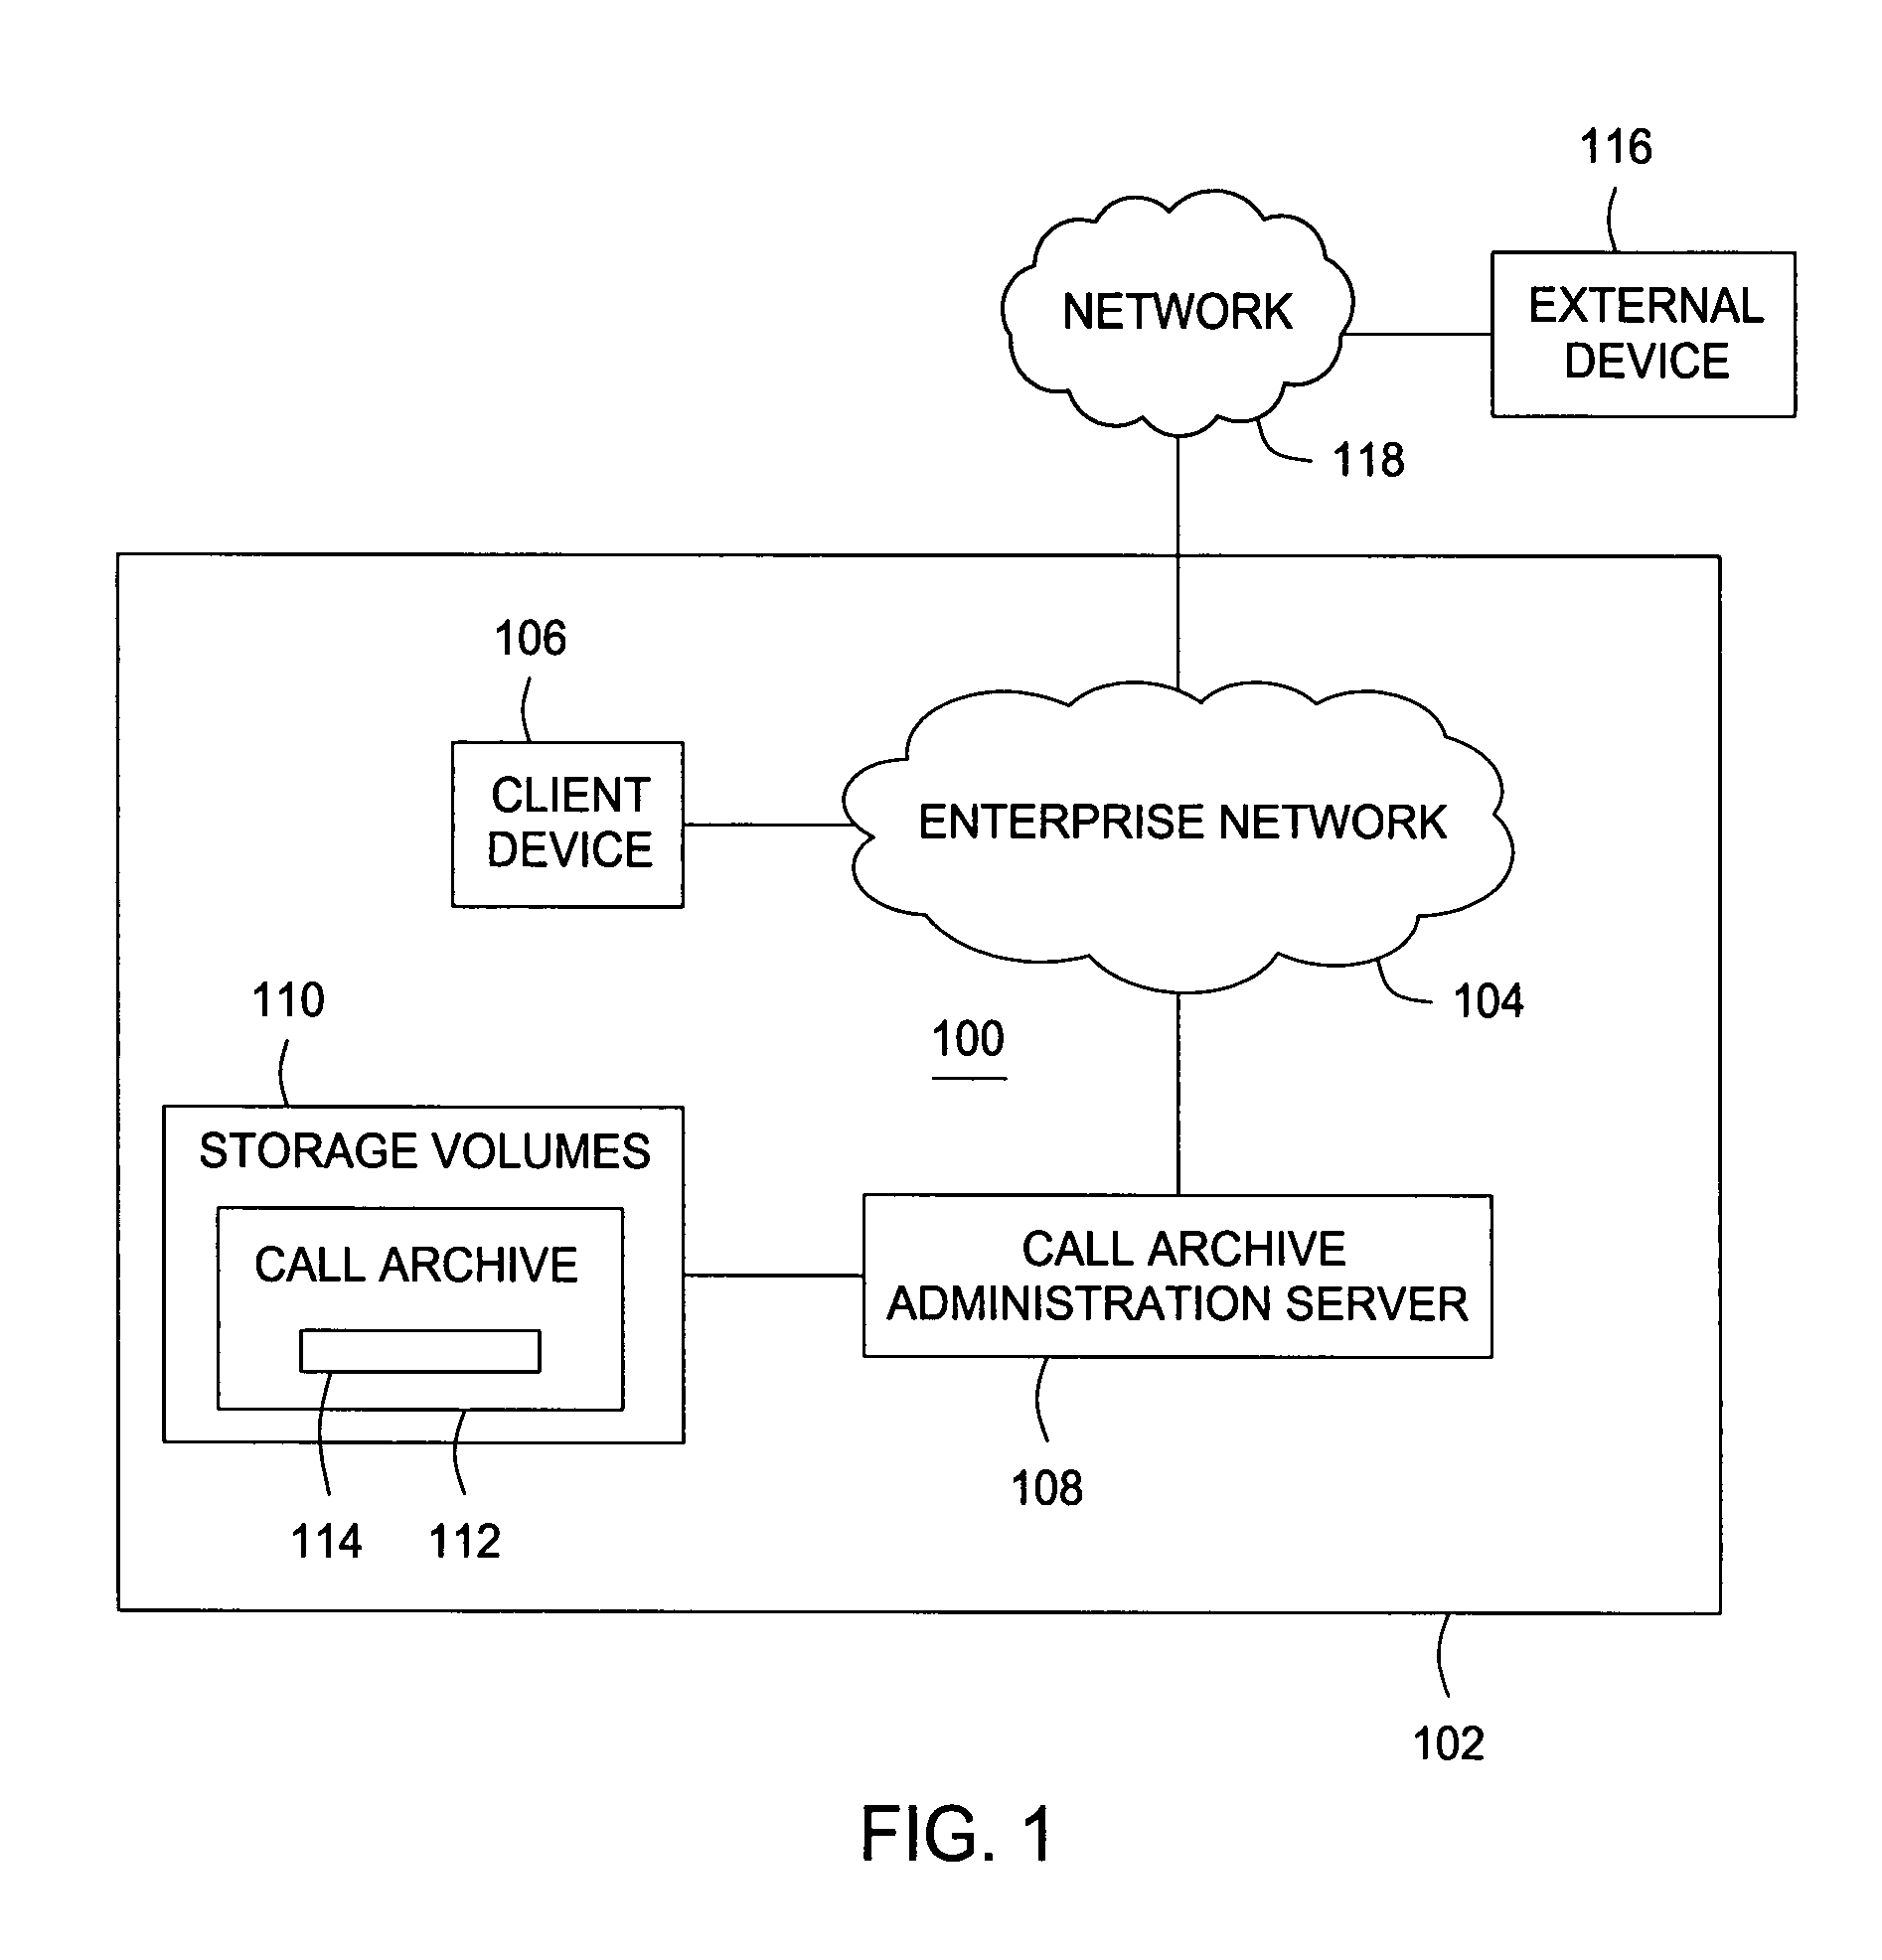 116
NETWORK
EXTERNAL
DEVICE
118
106
CLIENT
DEVICE
ENTERPRISE NETWORK
104
110
100
STORAGE VOLUMES
CALL ARCHIVE
CALL ARCHIVE
ADMINISTRATION SERVER
108
114
112
102
FIG. 1